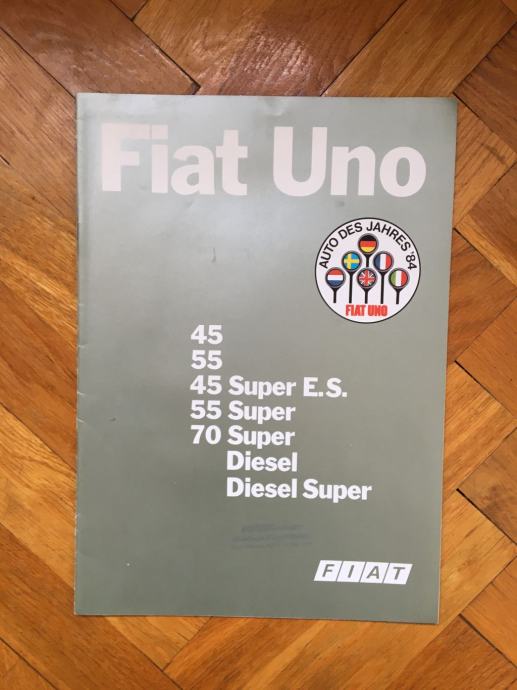 Fiat Uno
AUTO DES JAHRES '84
FIAT UNO
45
55
45 Super E.S.
55 Super
70 Super
Diesel
Diesel Super
FIAT